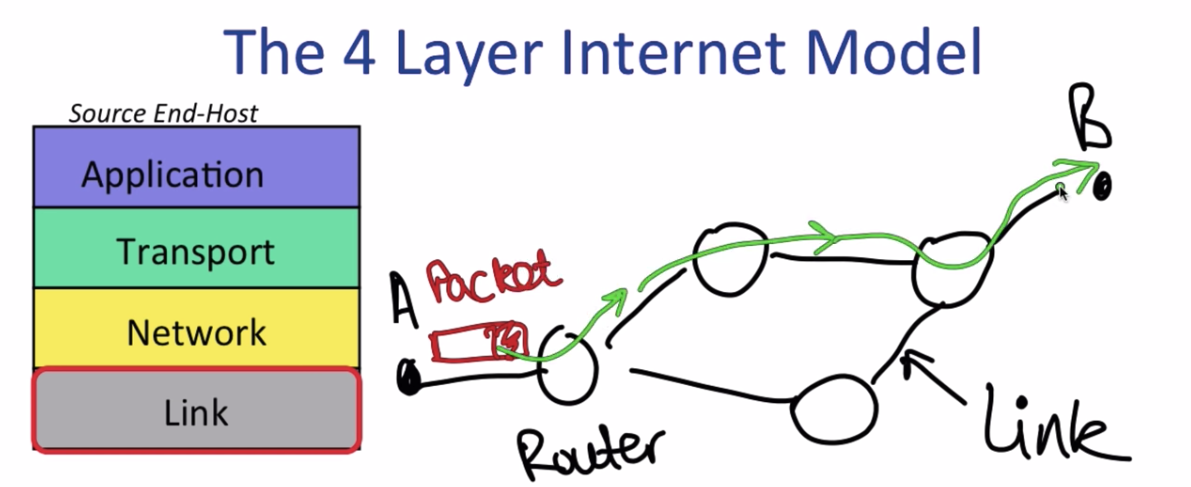 The 4 Layer Internet Model
Source End-Host
Application
Transport
Network
Link
A
Packet
Router
B
Link